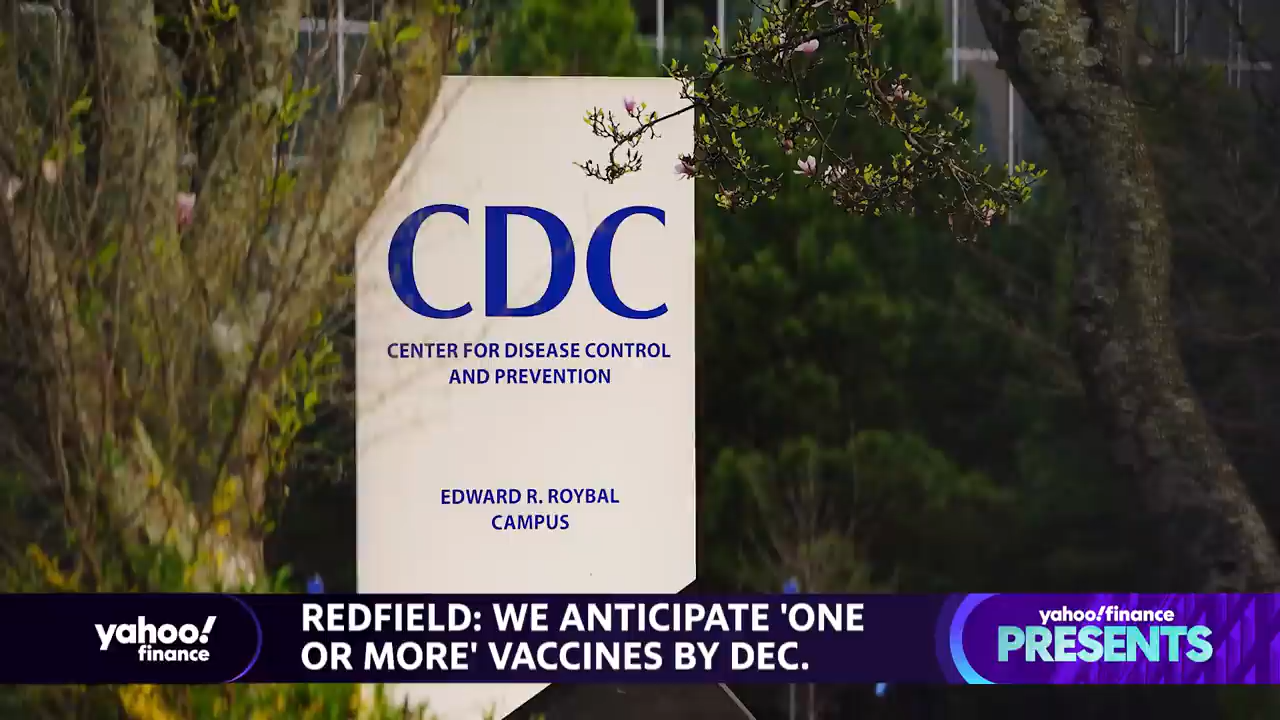 CDC
CENTER FOR DISEASE CONTROL
AND PREVENTION
EDWARD R. ROYBAL
CAMPUS
yahoo!
finance
REDFIELD: WE ANTICIPATE 'ONE
OR MORE' VACCINES BY DEC.
yahoo!finance
PRESENTS